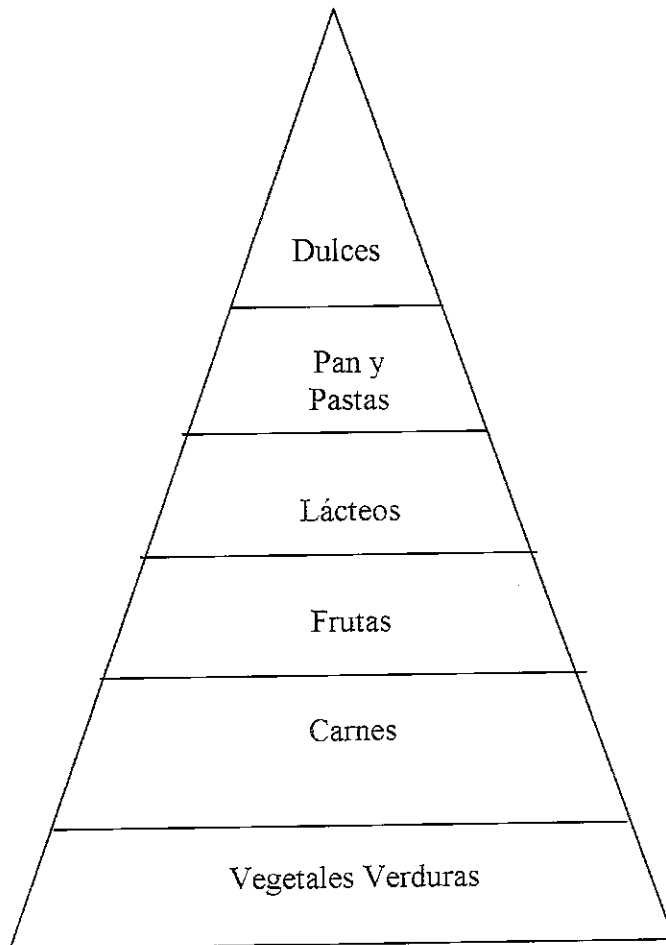 Dulces
Pan y
Pastas
Lácteos
Frutas
Carnes
Vegetales Verduras